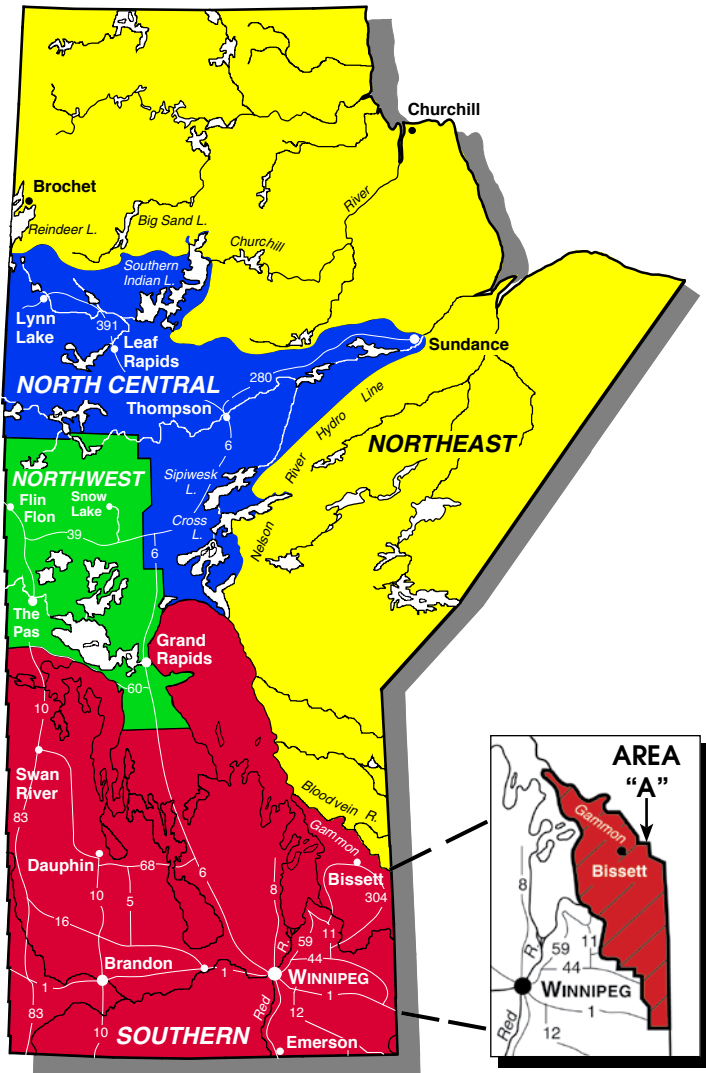 Churchill
Brochet
River
Reindeer L.
Big Sand L.
Churchill
Southern
Indian L.
Lynn
Lake
391
Leaf
Rapids
Sundance
NORTH CENTRAL
280
Thompson
6
River Hydro Line
NORTHEAST
NORTHWEST
Sipiwesk
L.
Flin
Flon
Snow
Lake
Cross
L.
39
6
Nelson
The
Pas
Grand
Rapids
60
10
Swan
River
83
Bloodvein R.
Gammon
Dauphin
68
6
8
Bissett
304
10
5
16
11
59
R.
44
Brandon
1
1
WINNIPEG
1
83
12
10
Red
SOUTHERN
Emerson
AREA
“A”
Gammon
Bissett
8
R.
59
11
44
WINNIPEG
1
Red
12